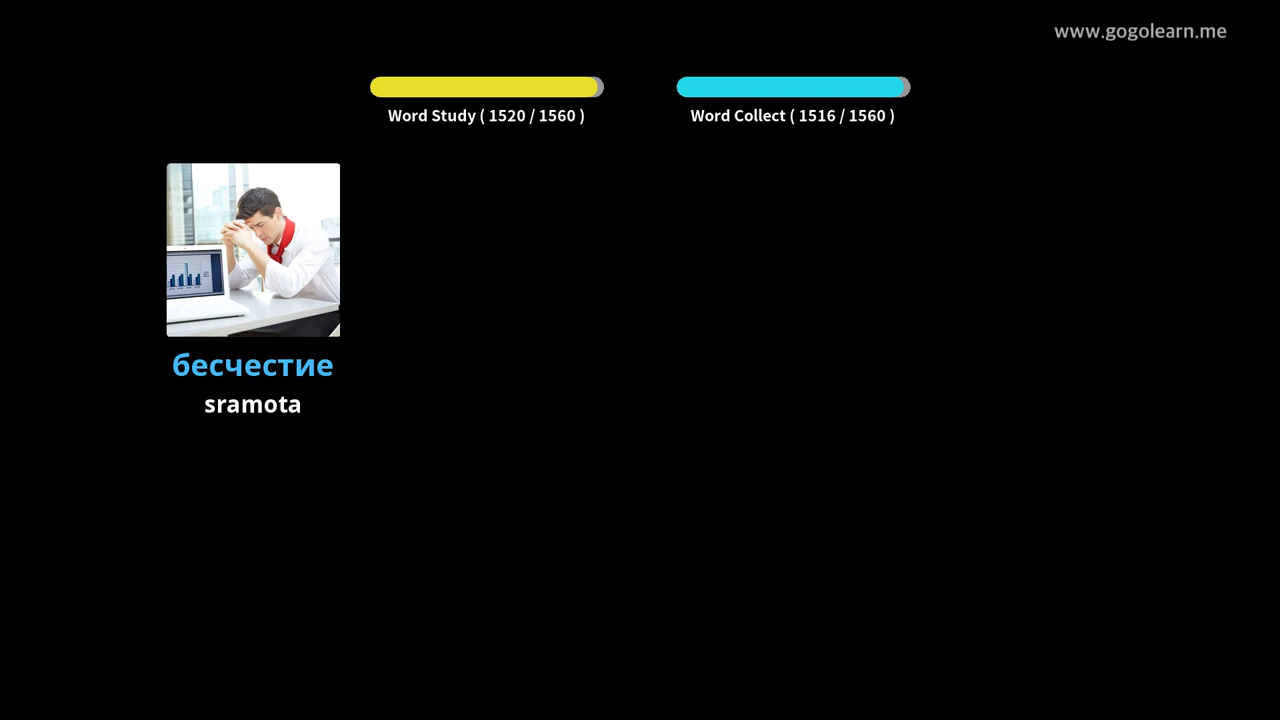 www.gogolearn.me
Word Study ( 1520 / 1560 )
Word Collect ( 1516 / 1560 )
бесчестие
sramota